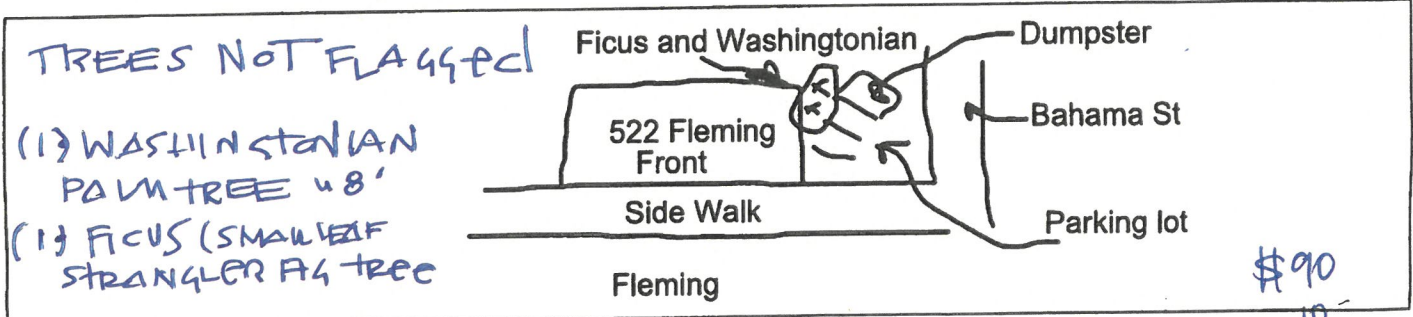 TREES NOT FLAGGED
(1) WASHINGTONIAN
PALM TREE 48'
(1) FICUS (SMALL LEAF
STRANGLER FIG TREE
Ficus and Washingtonian
Dumpster
522 Fleming
Front
Bahama St
Side Walk
Parking lot
Fleming
$90